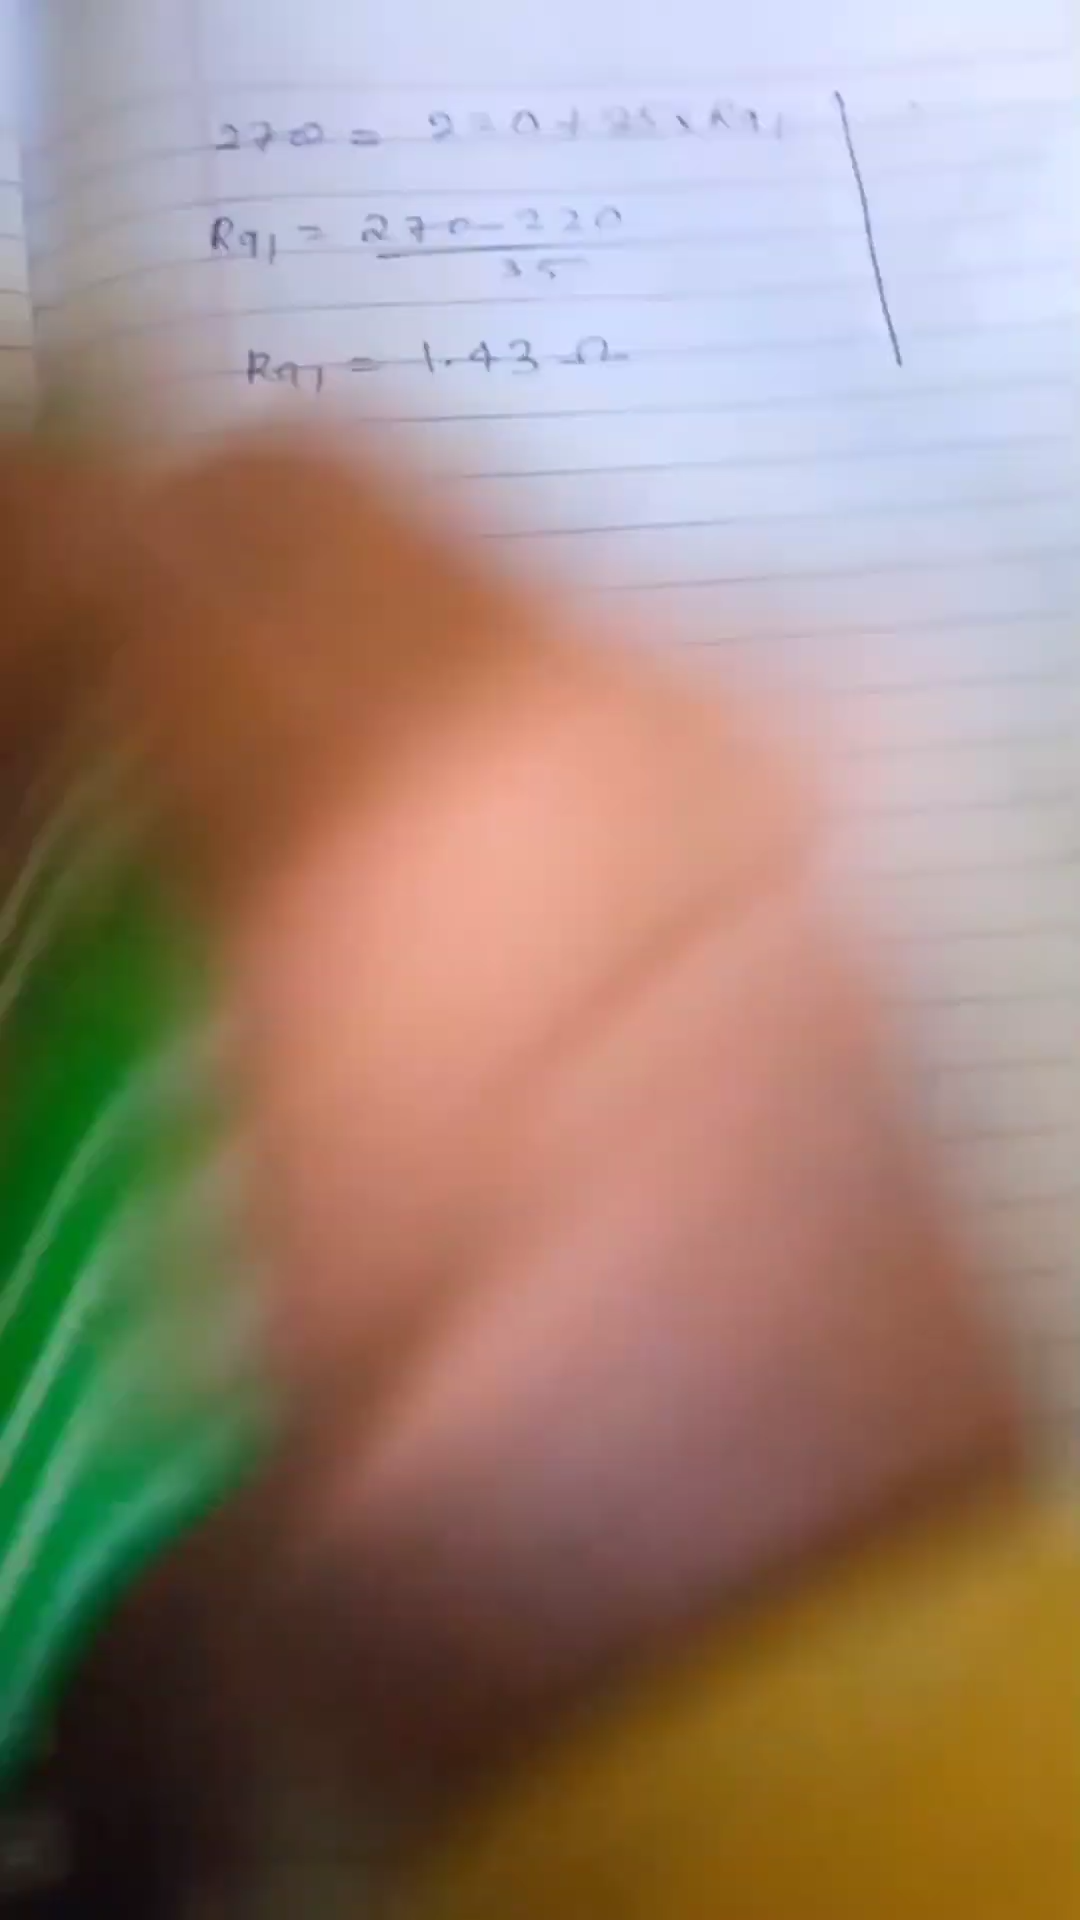 270 = 220 + 35 x Ra1
Ra1 = 270-220
35
Ra1 = 1.43 Ω